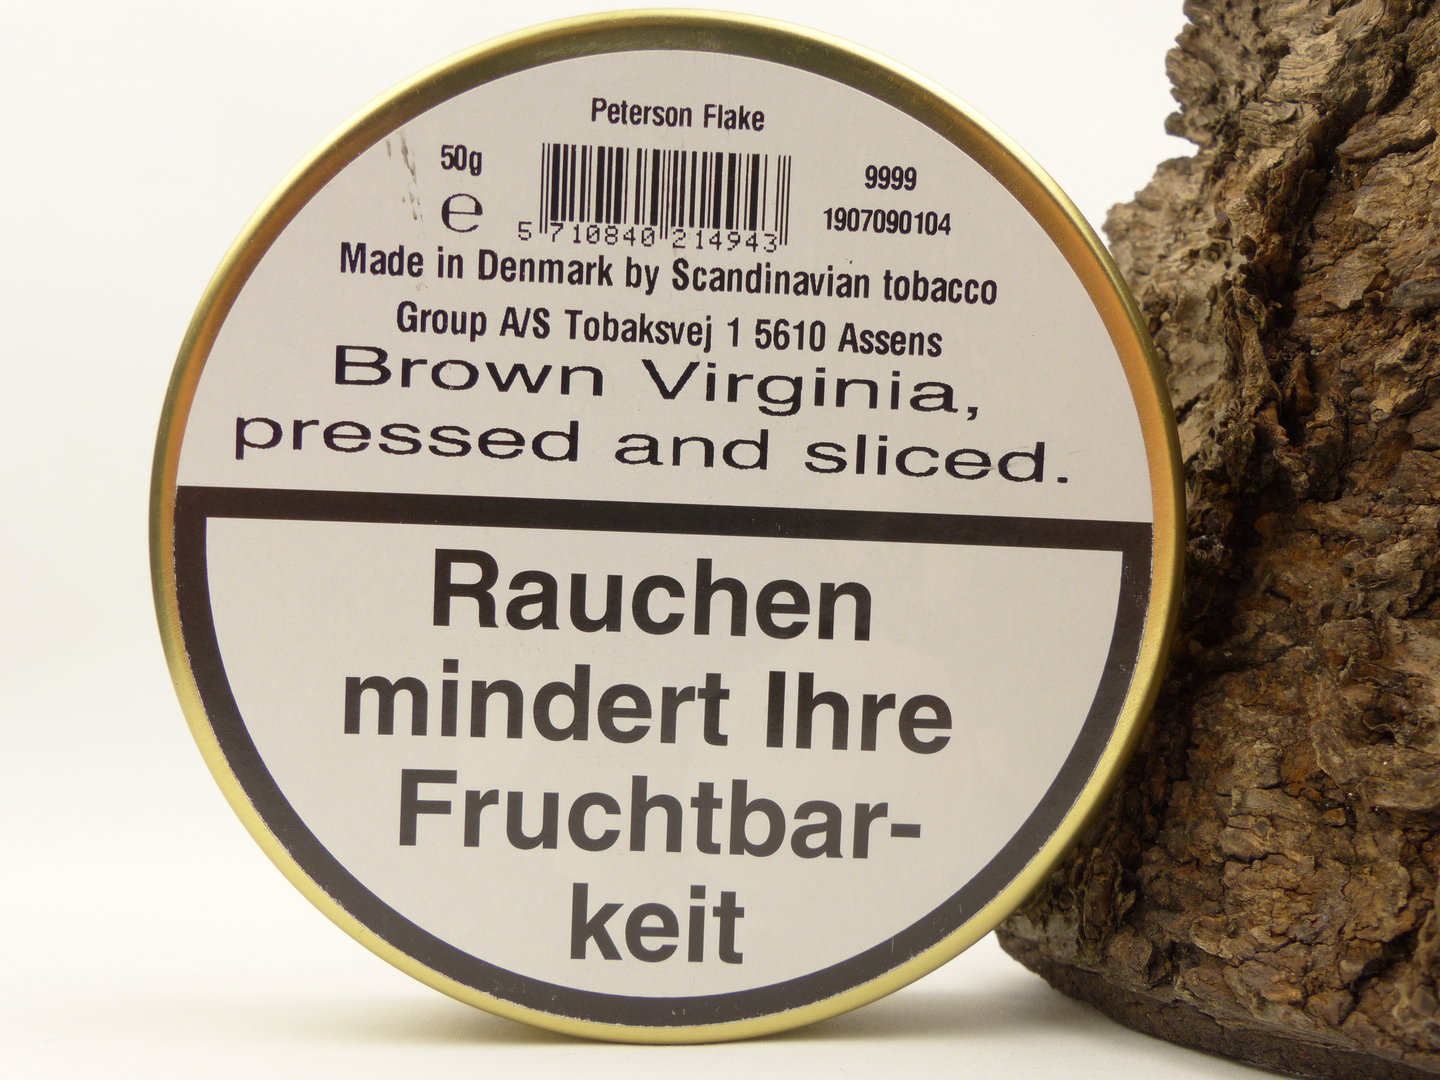 Peterson Flake
50g
e
5 710840 214943
9999
1907090104
Made in Denmark by Scandinavian tobacco
Group A/S Tobaksvej 1 5610 Assens
Brown Virginia,
pressed and sliced.
Rauchen
mindert Ihre
Fruchtbar-
keit